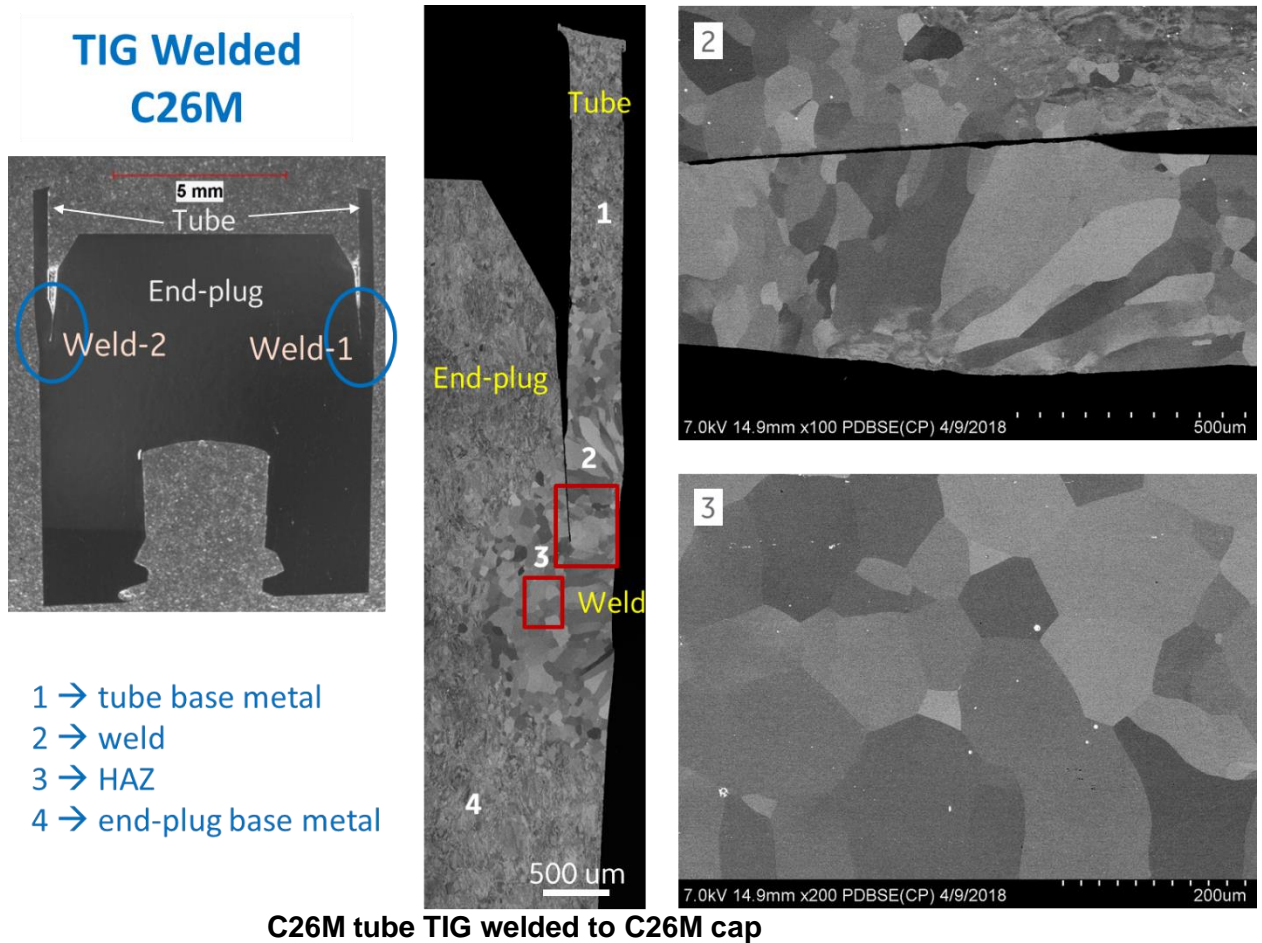 TIG Welded
C26M
5 mm
Tube
End-plug
Weld-2
Weld-1
1 → tube base metal
2 → weld
3 → HAZ
4 → end-plug base metal
Tube
1
End-plug
2
3
Weld
4
500 um
2
7.0kV 14.9mm x100 PDBSE(CP) 4/9/2018
500um
3
7.0kV 14.9mm x200 PDBSE(CP) 4/9/2018
200um
C26M tube TIG welded to C26M cap